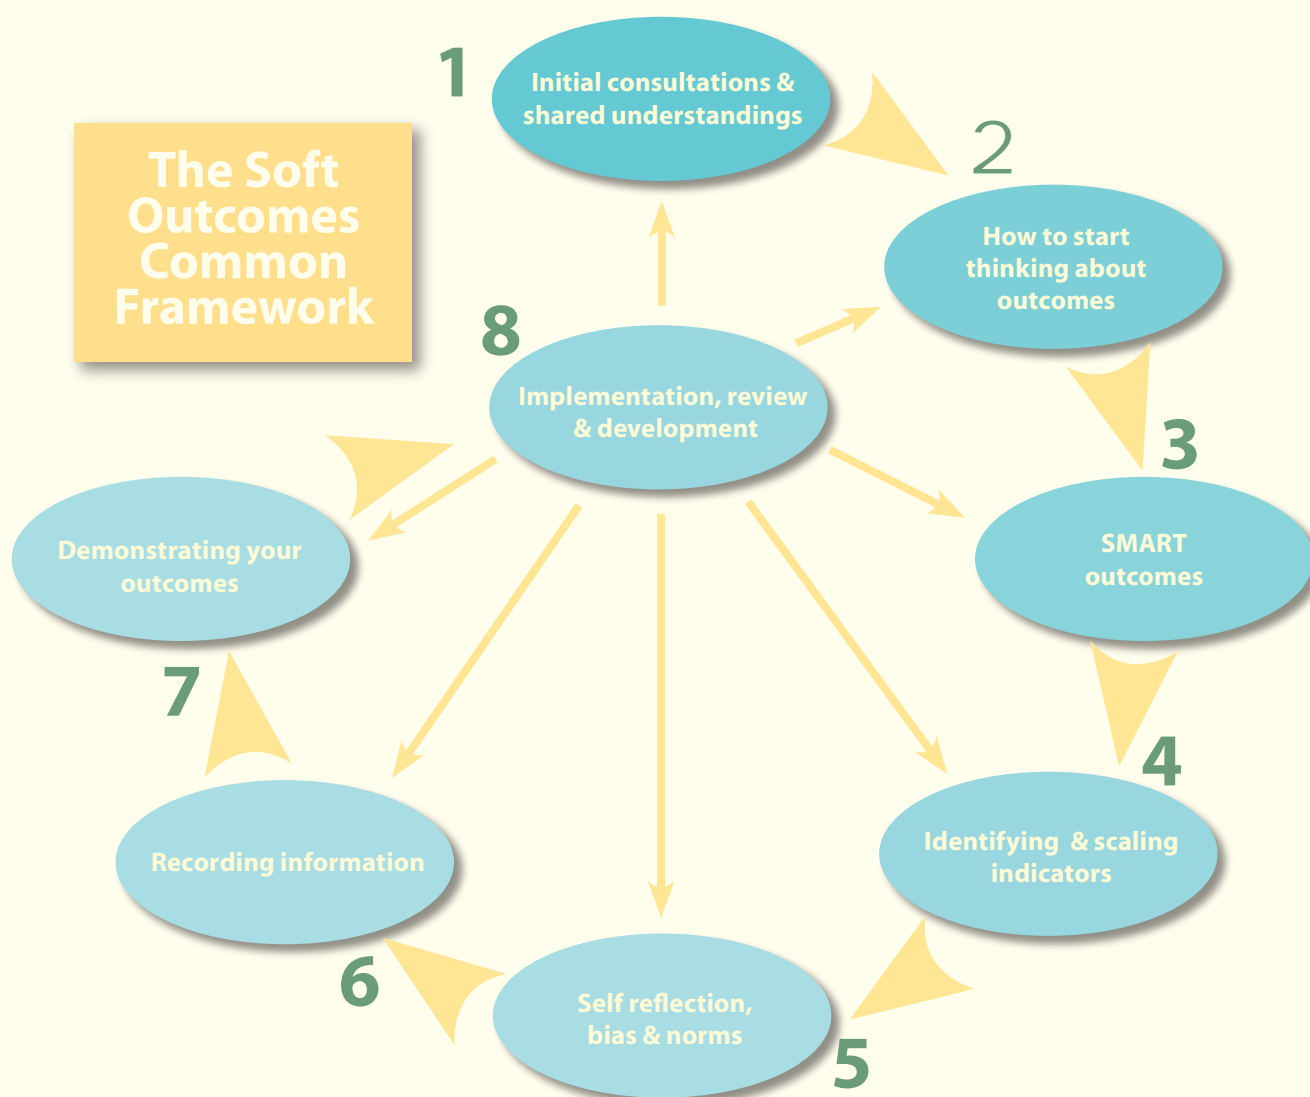 The Soft
Outcomes
Common
Framework
1
Initial consultations &
shared understandings
2
How to start
thinking about
outcomes
3
SMART
outcomes
4
Identifying & scaling
indicators
5
Self reflection,
bias & norms
6
Recording information
7
Demonstrating your
outcomes
8
Implementation, review
& development